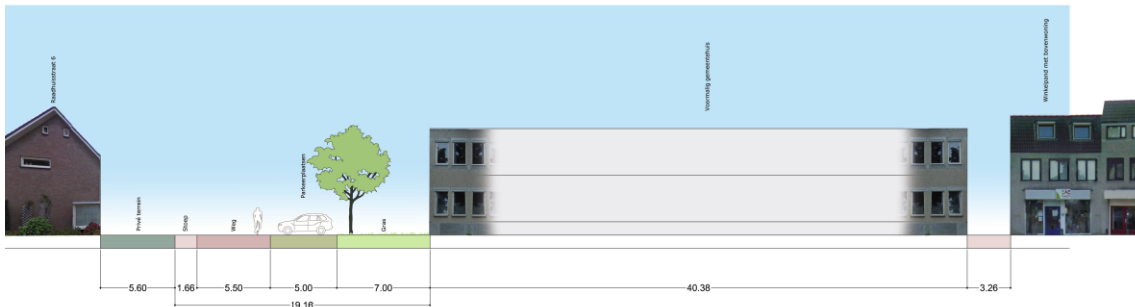 Raadhuisstraat 6
Voormalig gemeentehuis
Winkelpand met bovenwoning
Privé terrein
Stoep
Weg
Parkeerplaatsen
Gras
5.60
1.66
5.50
5.00
7.00
40.38
3.26
19.16